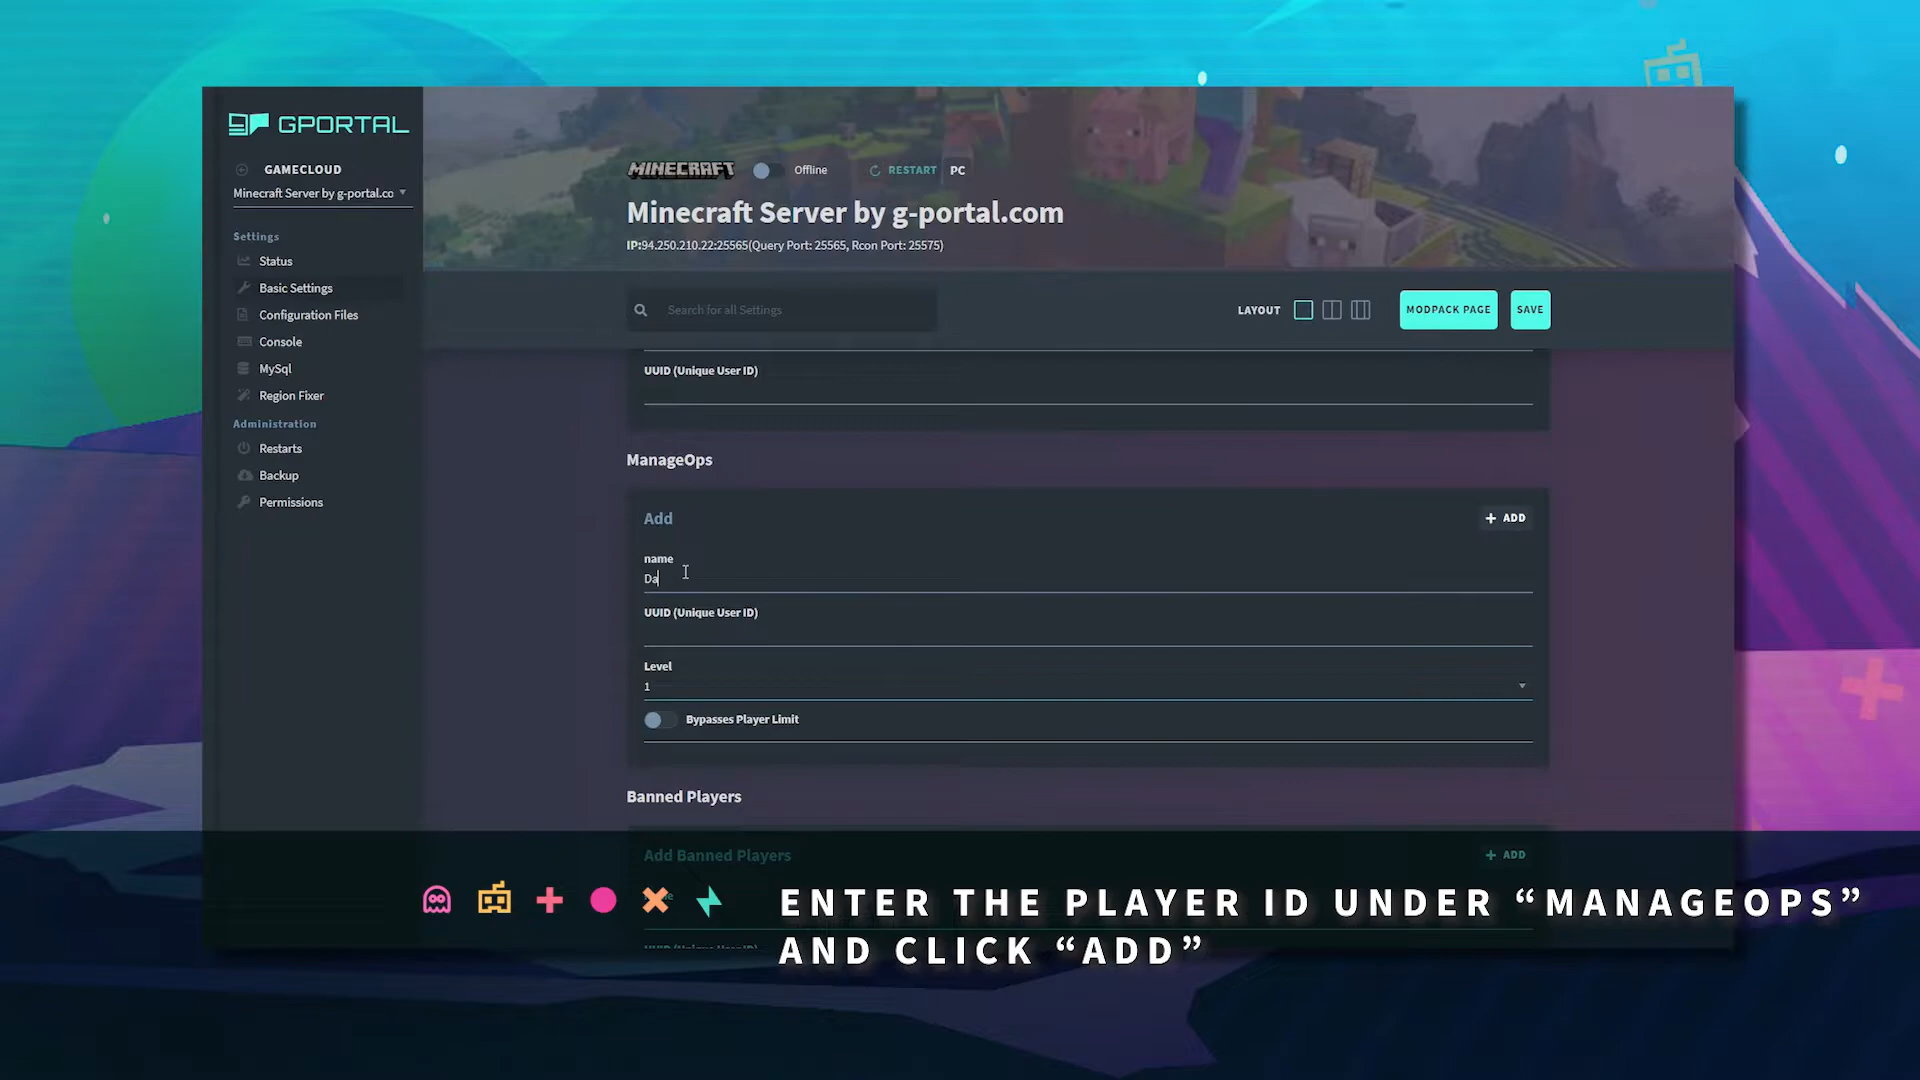 GPORTAL
GAMECLOUD
Minecraft Server by g-portal.co
Settings
Status
Basic Settings
Configuration Files
Console
MySql
Region Fixer
Administration
Restarts
Backup
Permissions
MINECRAFT
Offline
RESTART
PC
Minecraft Server by g-portal.com
IP:94.250.210.22:25565(Query Port: 25565, Rcon Port: 25575)
Search for all Settings
LAYOUT
MODPACK PAGE
SAVE
UUID (Unique User ID)
ManageOps
Add
+ ADD
name
Da
UUID (Unique User ID)
Level
1
Bypasses Player Limit
Banned Players
Add Banned Players
+ ADD
ENTER THE PLAYER ID UNDER “MANAGEOPS”
AND CLICK “ADD”